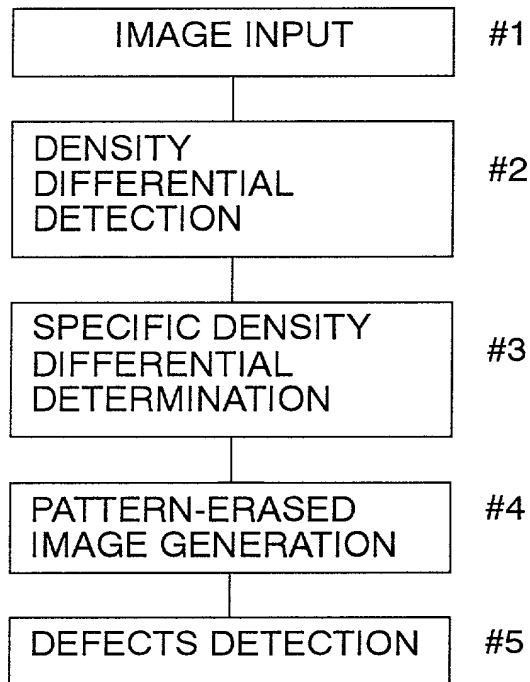 IMAGE INPUT #1
DENSITY
DIFFERENTIAL #2
DETECTION
SPECIFIC DENSITY
DIFFERENTIAL #3
DETERMINATION
PATTERN-ERASED #4
IMAGE GENERATION
DEFECTS DETECTION #5